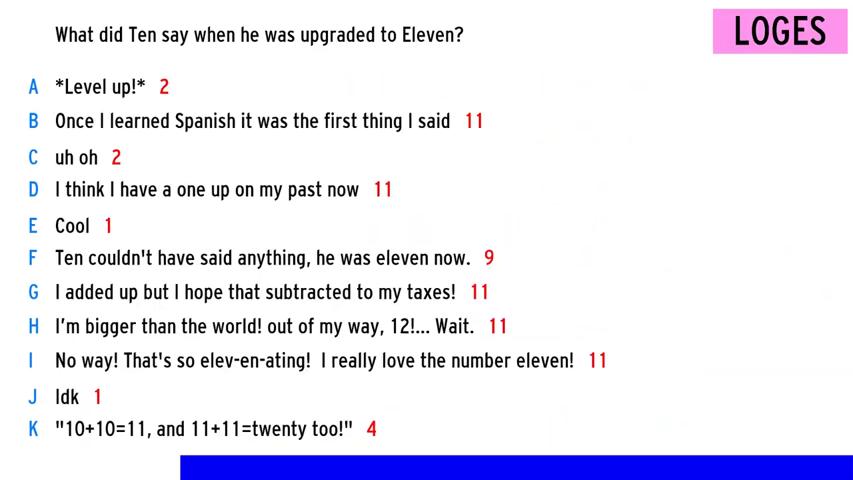 What did Ten say when he was upgraded to Eleven?
LOGES
A *Level up!* 2
B Once I learned Spanish it was the first thing I said 11
C uh oh 2
D I think I have a one up on my past now 11
E Cool 1
F Ten couldn't have said anything, he was eleven now. 9
G I added up but I hope that subtracted to my taxes! 11
H I'm bigger than the world! out of my way, 12!... Wait. 11
I No way! That's so elev-en-ating! I really love the number eleven! 11
J Idk 1
K "10+10=11, and 11+11=twenty too!" 4